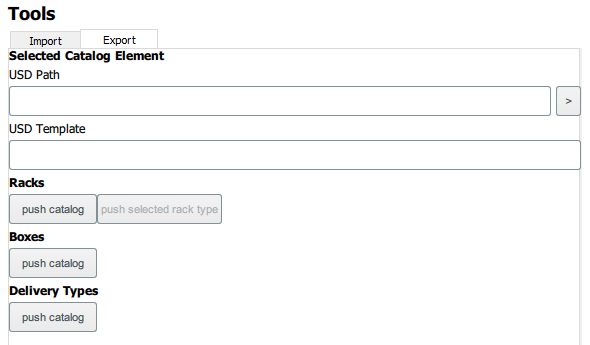 Tools
Import Export
Selected Catalog Element
USD Path
>
USD Template
Racks
push catalog push selected rack type
Boxes
push catalog
Delivery Types
push catalog